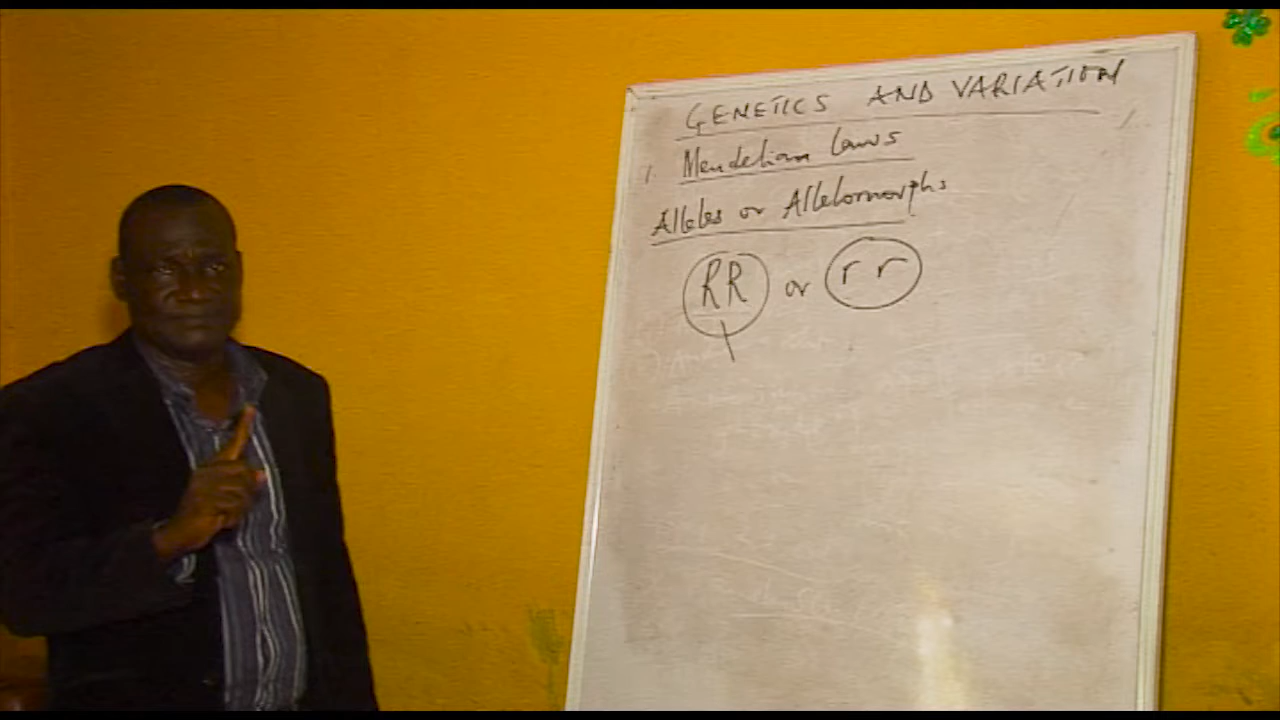 GENETICS AND VARIATION
1. Mendelian laws
Alleles or Allelomorphs
RR or rr